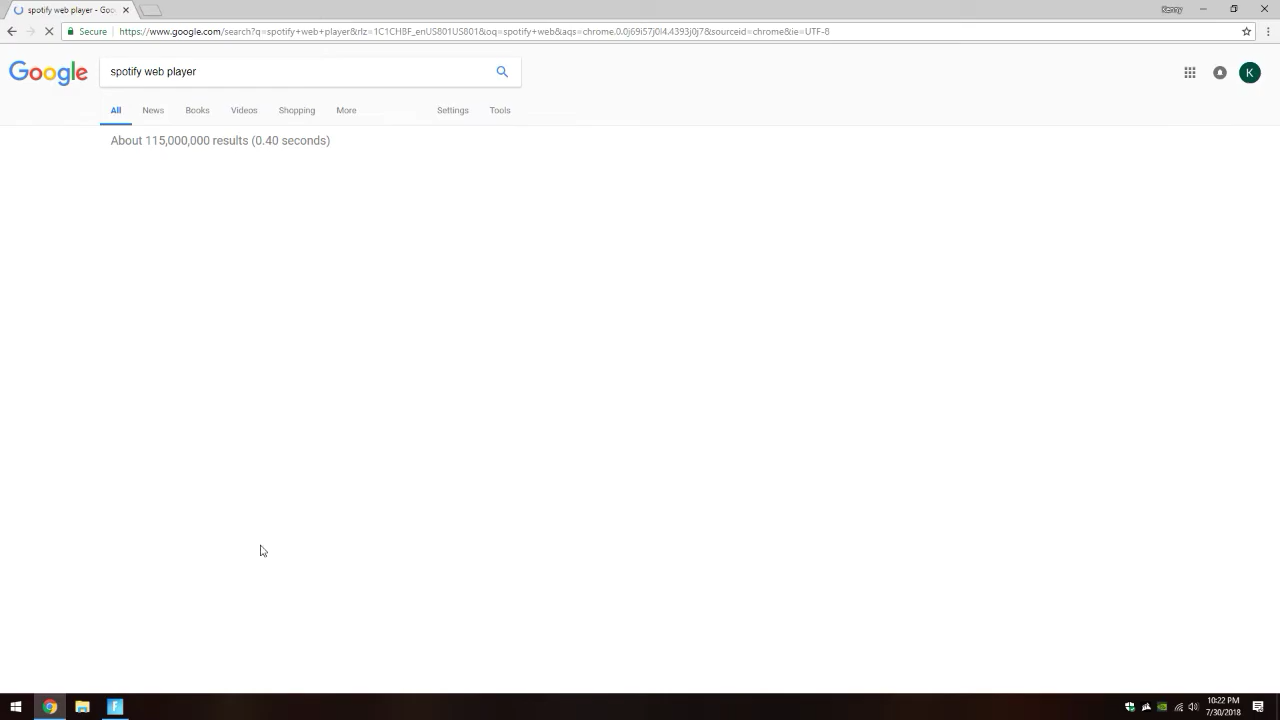 spotify web player - Goo
Secure
https://www.google.com/search?q=spotify+web+player&rlz=1C1CHBF_enUS801US801&oq=spotify+web&aqs=chrome.0.0j69i57j0l4.4393j0j7&sourceid=chrome&ie=UTF-8
Google
spotify web player
K
All News Books Videos Shopping More Settings Tools
About 115,000,000 results (0.40 seconds)
F
10:22 PM
7/30/2018